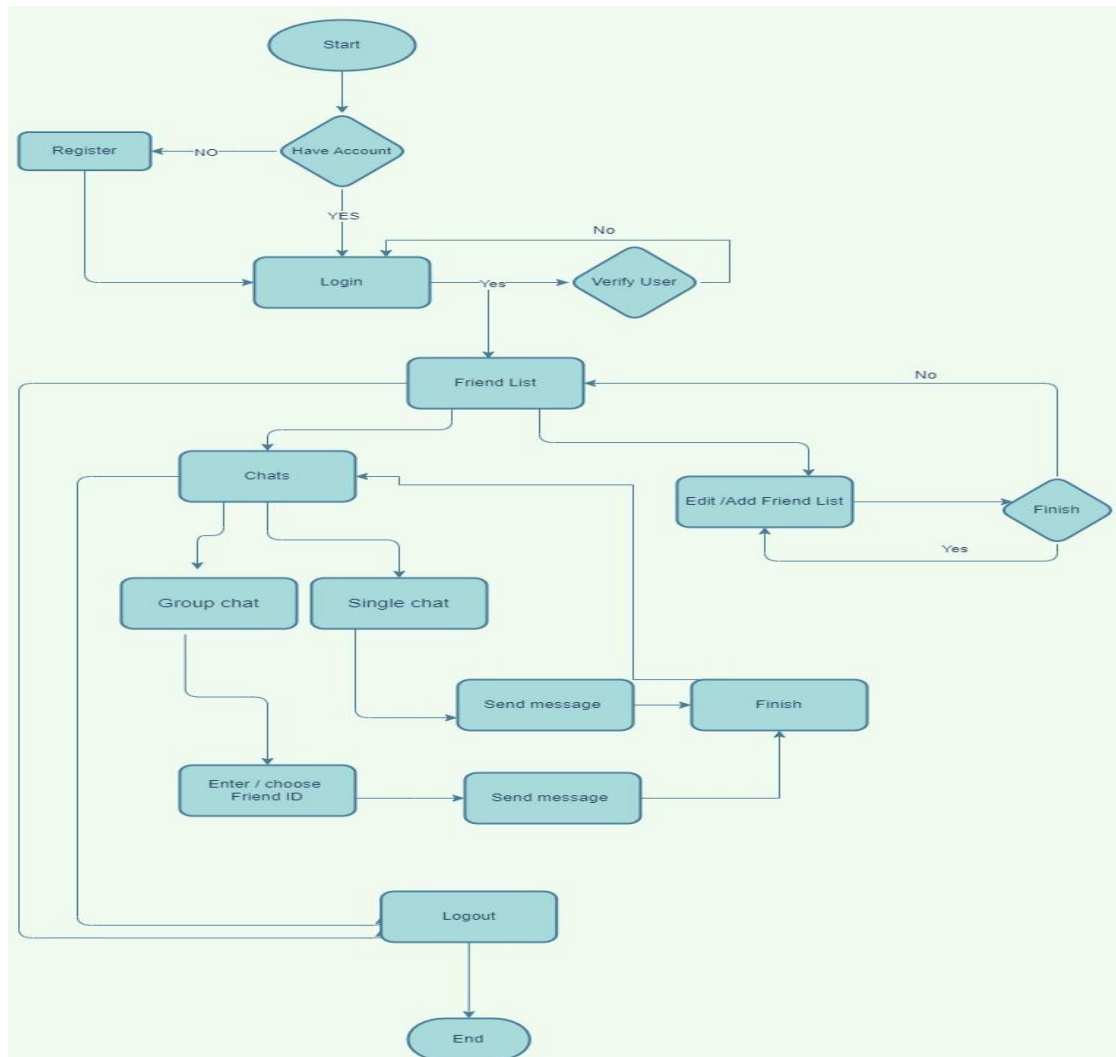 Start
Have Account
Register
NO
YES
No
Login
Yes
Verify User
Friend List
No
Chats
Edit /Add Friend List
Finish
Yes
Group chat
Single chat
Send message
Finish
Enter / choose
Friend ID
Send message
Logout
End